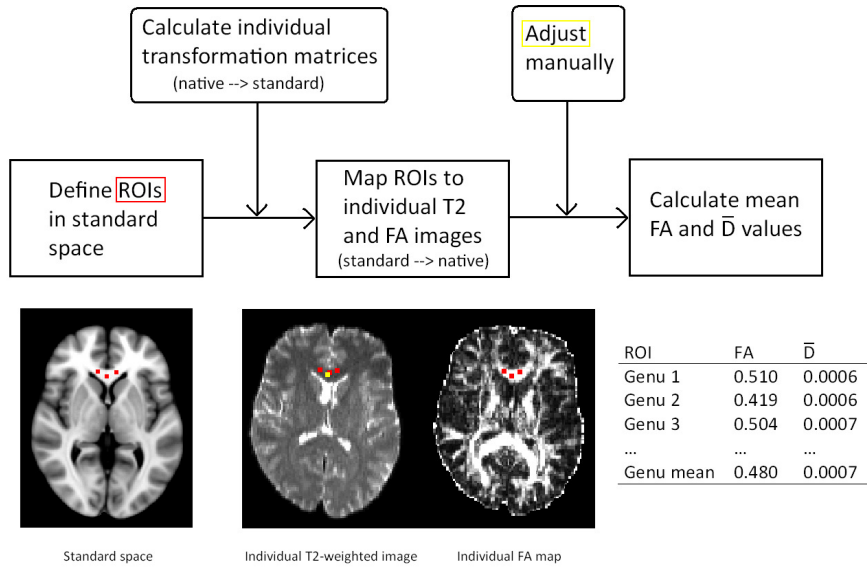 Calculate individual
transformation matrices
(native --> standard)
Adjust
manually
Define ROIs
in standard
space
Map ROIs to
individual T2
and FA images
(standard --> native)
Calculate mean
FA and D̅ values
ROI FA D̅
Genu 1 0.510 0.0006
Genu 2 0.419 0.0006
Genu 3 0.504 0.0007
... ... ...
Genu mean 0.480 0.0007
Standard space
Individual T2-weighted image
Individual FA map